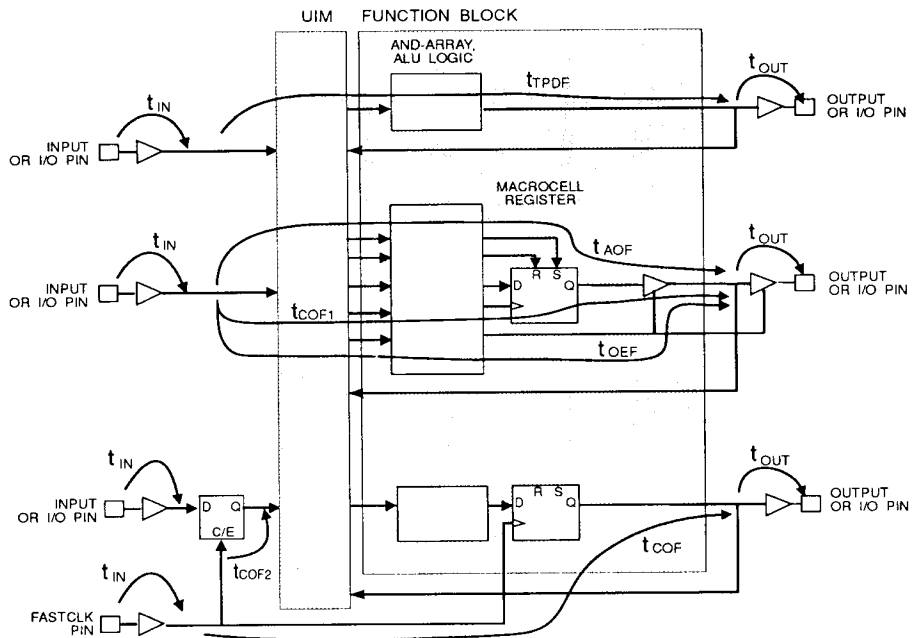 UIM
FUNCTION BLOCK
AND-ARRAY,
ALU LOGIC
tIN
tTPDF
tOUT
INPUT
OR I/O PIN
OUTPUT
OR I/O PIN
MACROCELL
REGISTER
tIN
tAOF
tOUT
R S
D Q
INPUT
OR I/O PIN
OUTPUT
OR I/O PIN
tCOF1
tOEF
tIN
tOUT
INPUT
OR I/O PIN
D Q
C/E
R S
D Q
OUTPUT
OR I/O PIN
tCOF2
tCOF
tIN
FASTCLK
PIN